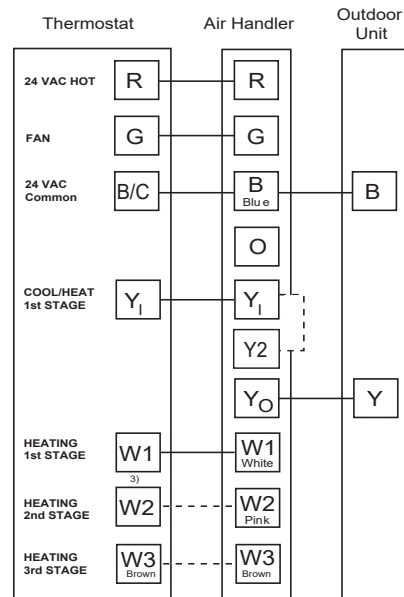 Thermostat Air Handler Outdoor
Unit
24 VAC HOT R R
FAN G G
24 VAC
Common B/C B B
Blue
O
COOL/HEAT
1st STAGE YI YI
Y2
YO Y
HEATING
1st STAGE W1 W1
White
3)
HEATING
2nd STAGE W2 W2
Pink
HEATING
3rd STAGE W3 W3
Brown Brown